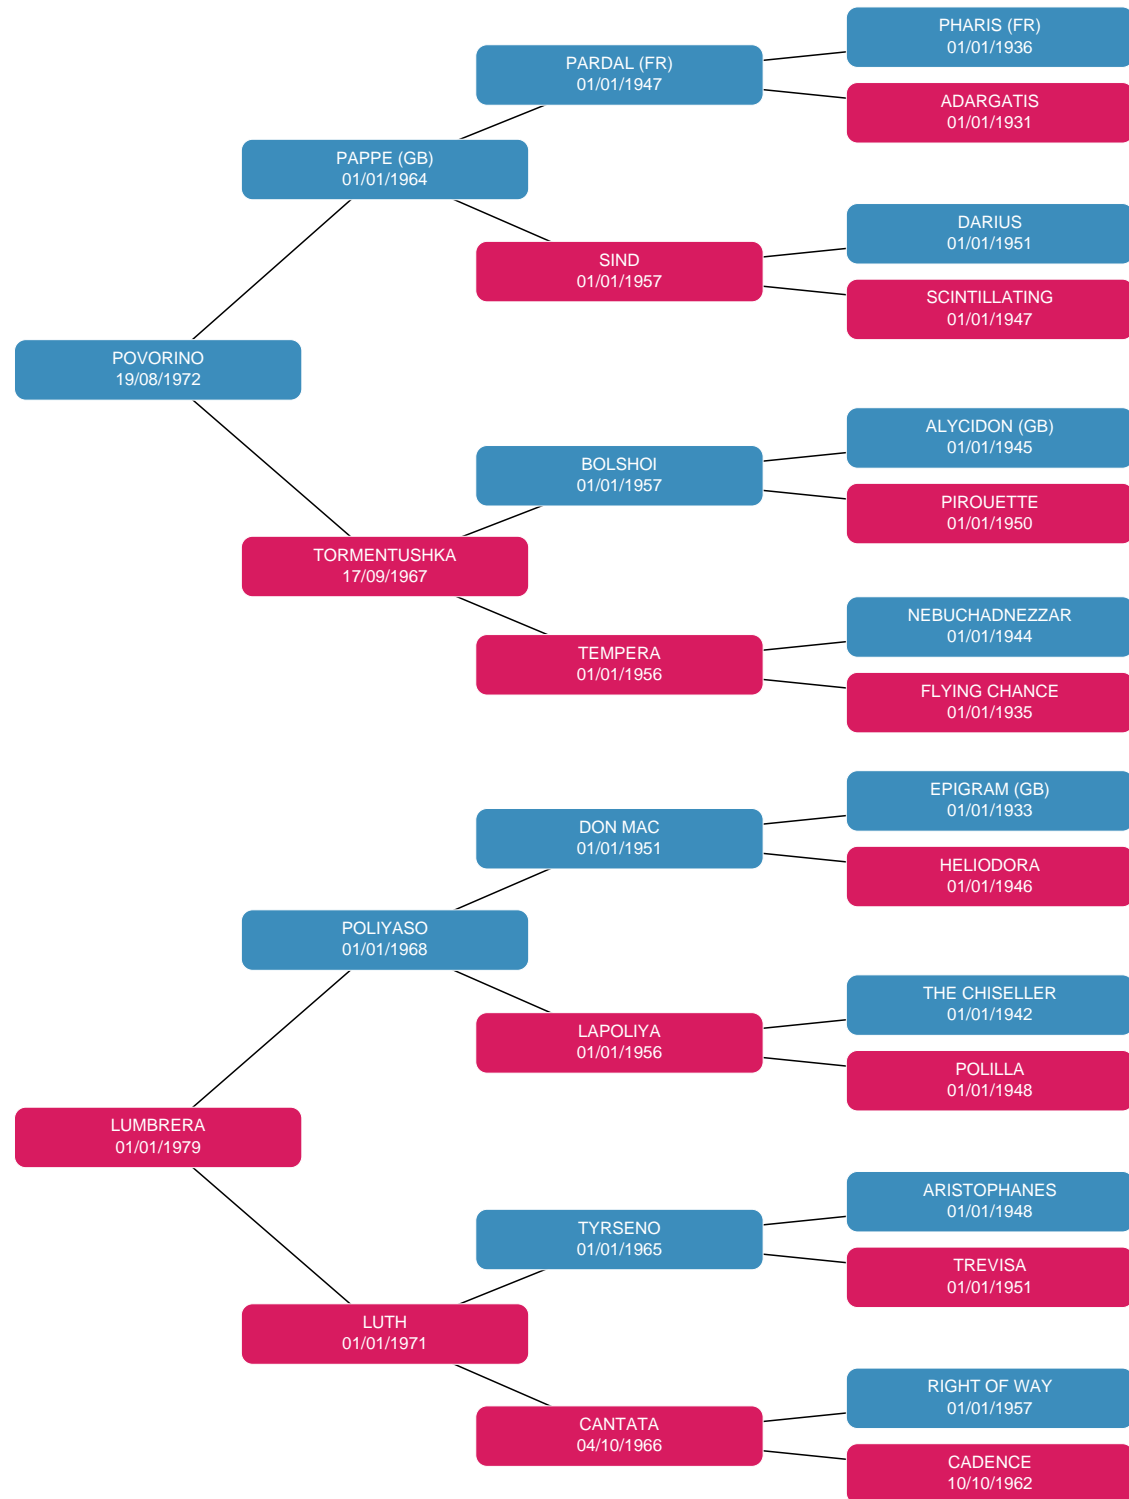 PHARIS (FR)
01/01/1936
PARDAL (FR)
01/01/1947
ADARGATIS
01/01/1931
PAPPE (GB)
01/01/1964
DARIUS
01/01/1951
SIND
01/01/1957
SCINTILLATING
01/01/1947
POVORINO
19/08/1972
ALYCIDON (GB)
01/01/1945
BOLSHOI
01/01/1957
PIROUETTE
01/01/1950
TORMENTUSHKA
17/09/1967
NEBUCHADNEZZAR
01/01/1944
TEMPERA
01/01/1956
FLYING CHANCE
01/01/1935
EPIGRAM (GB)
01/01/1933
DON MAC
01/01/1951
HELIODORA
01/01/1946
POLIYASO
01/01/1968
THE CHISELLER
01/01/1942
LAPOLIYA
01/01/1956
POLILLA
01/01/1948
LUMBRERA
01/01/1979
ARISTOPHANES
01/01/1948
TYRSENO
01/01/1965
TREVISA
01/01/1951
LUTH
01/01/1971
RIGHT OF WAY
01/01/1957
CANTATA
04/10/1966
CADENCE
10/10/1962